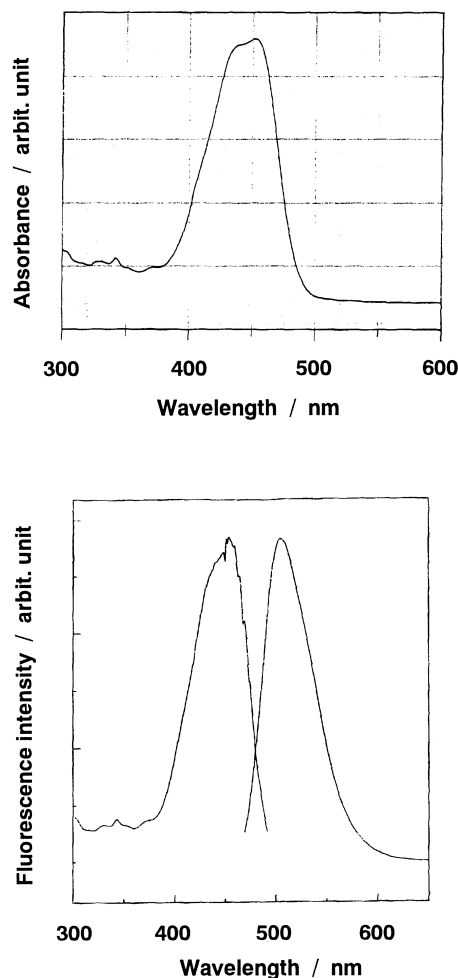 Absorbance / arbit. unit
300 400 500 600
Wavelength / nm
Fluorescence intensity / arbit. unit
300 400 500 600
Wavelength / nm